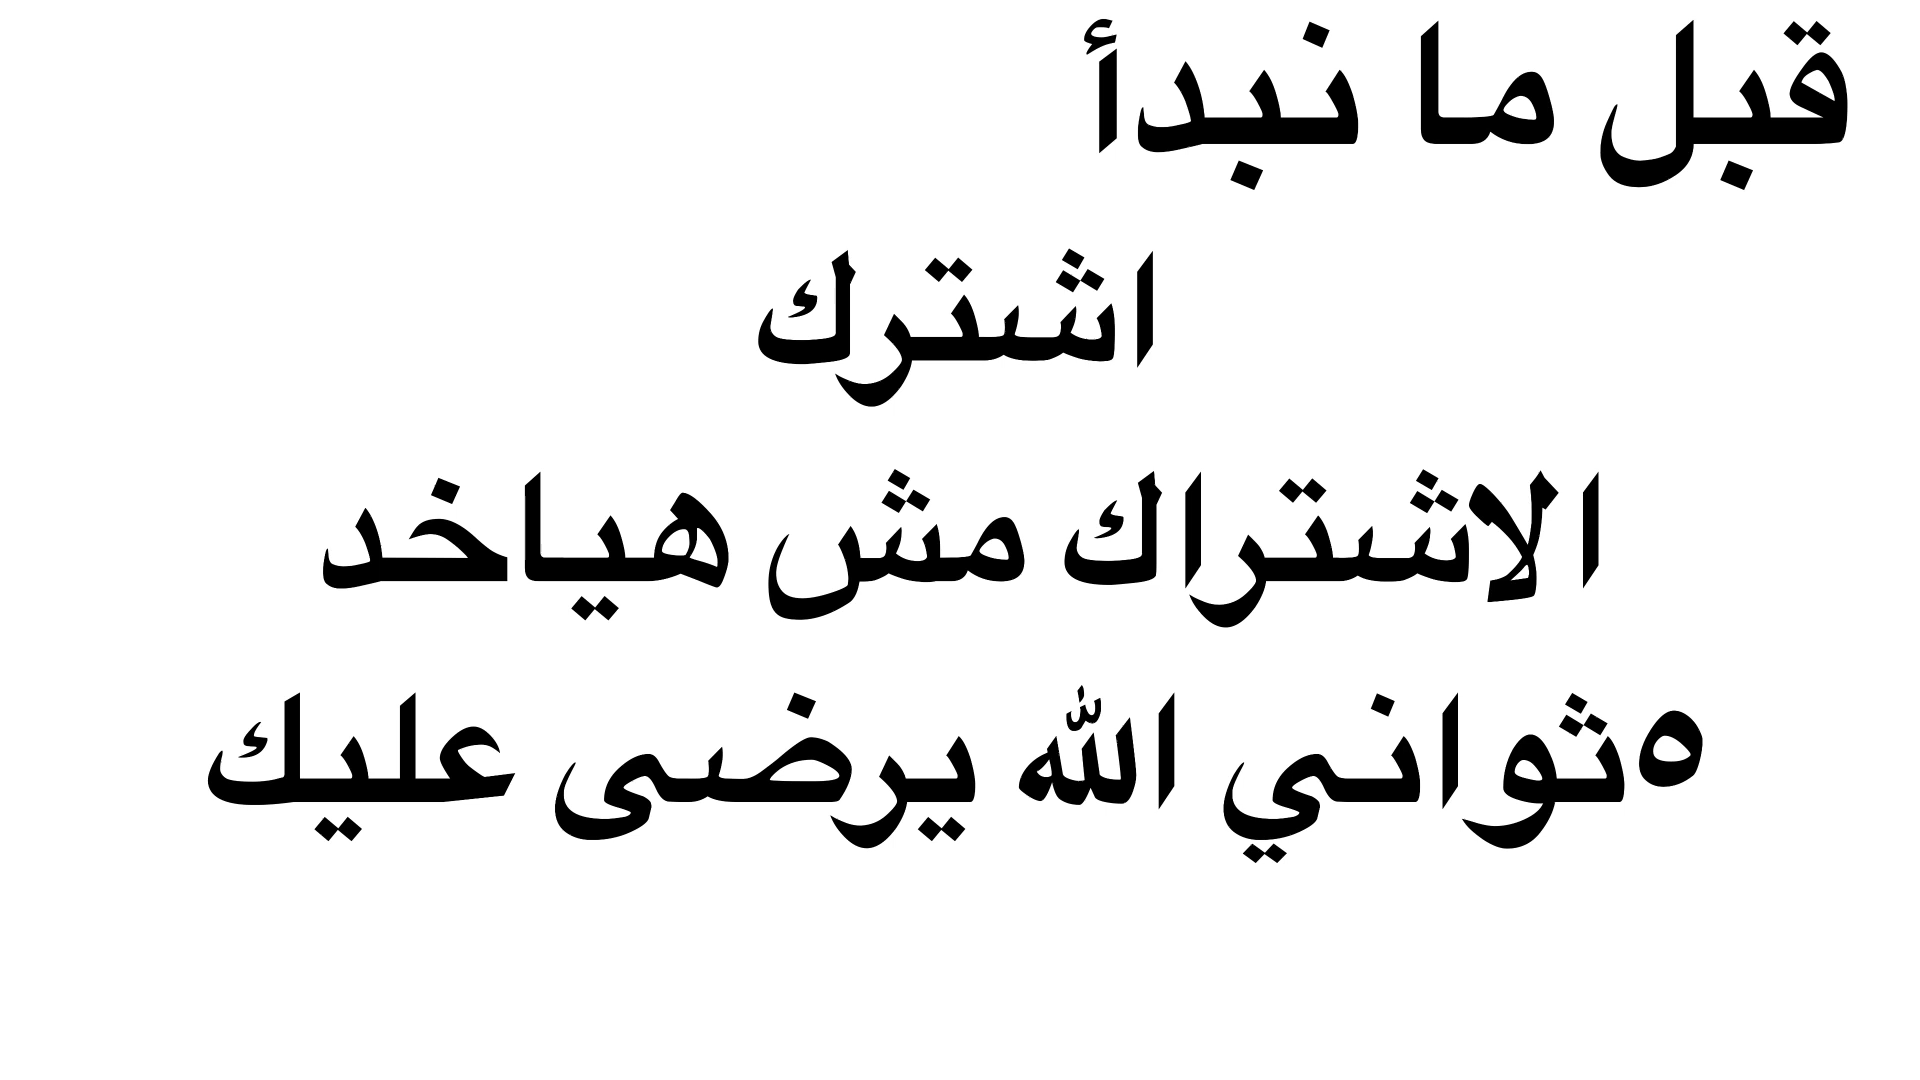 قبل ما نبدأ
اشترك
الاشتراك مش هياخد
٥ثواني الله يرضى عليك